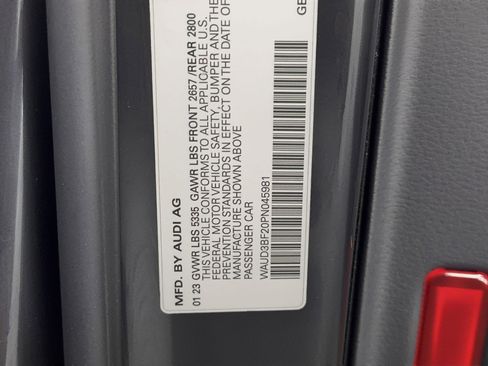 MFD. BY AUDI AG
01 23 GVWR LBS 5335 GAWR LBS FRONT 2657 /REAR 2800
THIS VEHICLE CONFORMS TO ALL APPLICABLE U.S.
FEDERAL MOTOR VEHICLE SAFETY, BUMPER AND THE
PREVENTION STANDARDS IN EFFECT ON THE DATE OF
MANUFACTURE SHOWN ABOVE
PASSENGER CAR
WAUD3BF20PN045981
GE